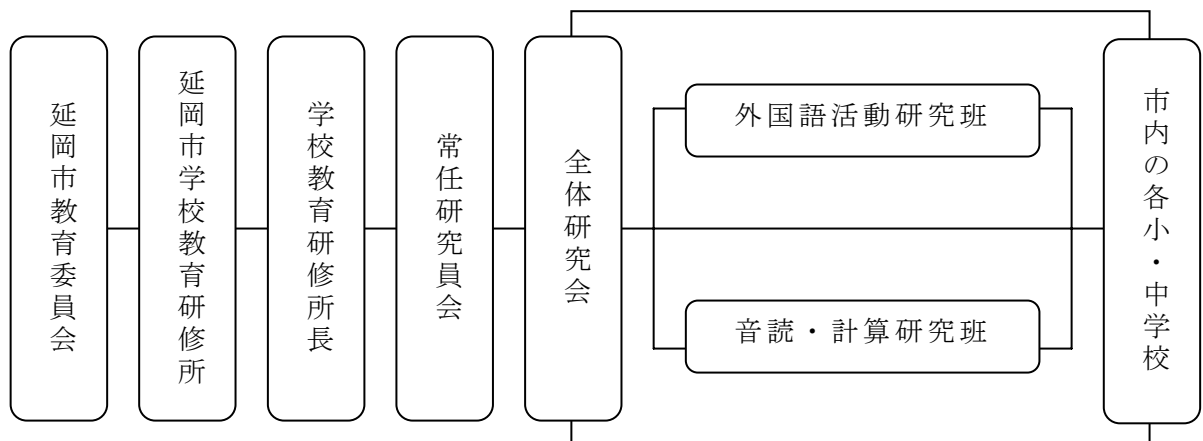 延岡市教育委員会
延岡市学校教育研修所
学校教育研修所長
常任研究員会
全体研究会
外国語活動研究班
音読・計算研究班
市内の各小・中学校